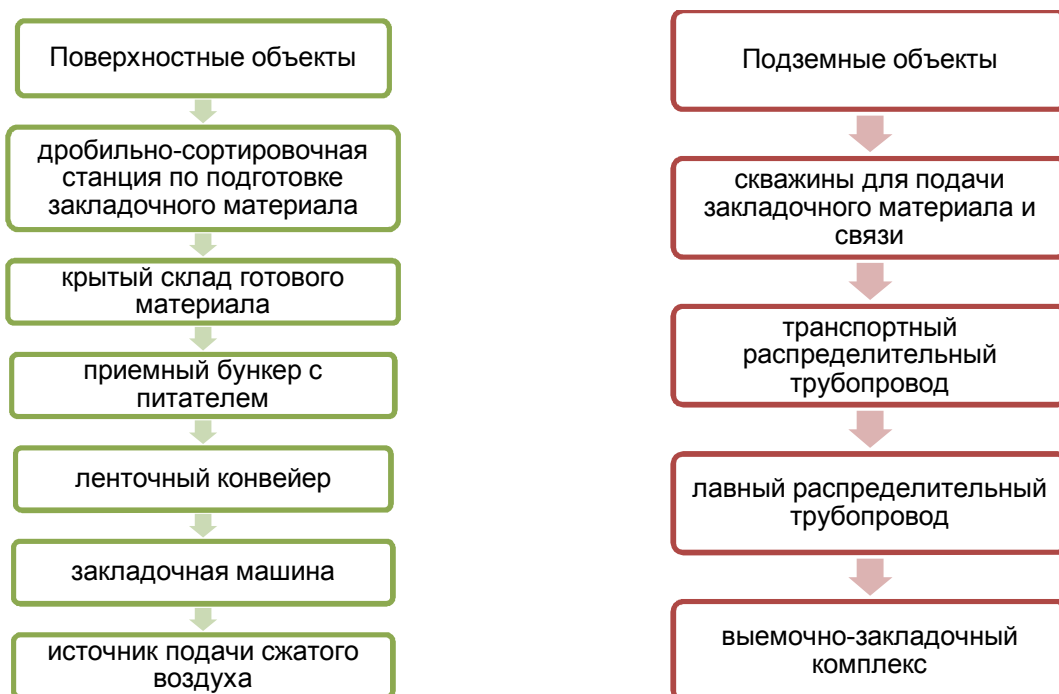 Поверхностные объекты
дробильно-сортировочная
станция по подготовке
закладочного материала
крытый склад готового
материала
приемный бункер с
питателем
ленточный конвейер
закладочная машина
источник подачи сжатого
воздуха
Подземные объекты
скважины для подачи
закладочного материала и
связи
транспортный
распределительный
трубопровод
лавный распределительный
трубопровод
выемочно-закладочный
комплекс